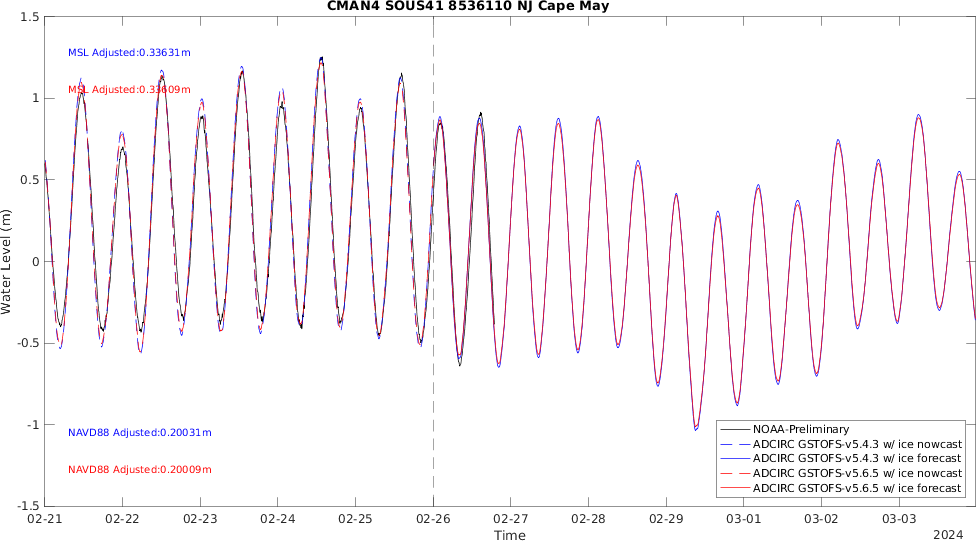 CMAN4 SOUS41 8536110 NJ Cape May
1.5
MSL Adjusted:0.33631m
MSL Adjusted:0.33609m
1
0.5
0
-0.5
-1
-1.5
Water Level (m)
NAVD88 Adjusted:0.20031m
NAVD88 Adjusted:0.20009m
NOAA-Preliminary
ADCIRC GSTOFS-v5.4.3 w/ ice nowcast
ADCIRC GSTOFS-v5.4.3 w/ ice forecast
ADCIRC GSTOFS-v5.6.5 w/ ice nowcast
ADCIRC GSTOFS-v5.6.5 w/ ice forecast
02-21 02-22 02-23 02-24 02-25 02-26 02-27 02-28 02-29 03-01 03-02 03-03
Time
2024